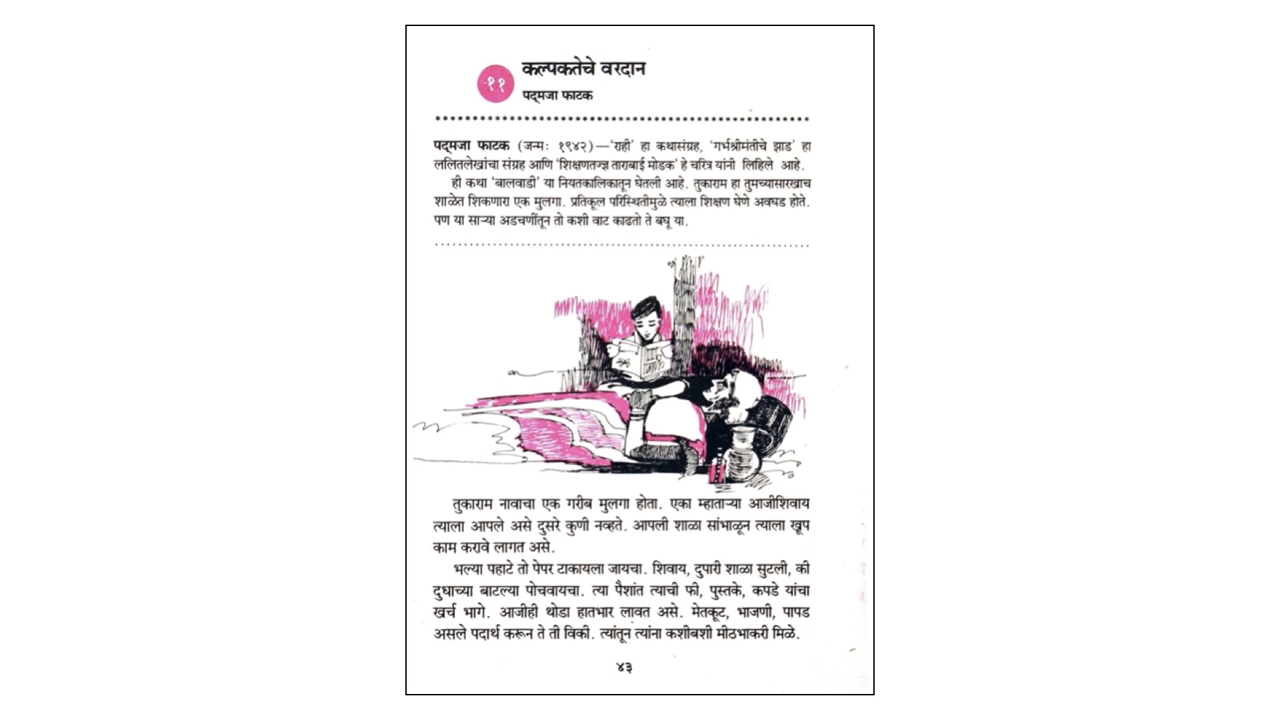 ११
कल्पकतेचे वरदान
पद्मजा फाटक
पद्मजा फाटक (जन्म: १९४२)—'राही' हा कथासंग्रह, 'गर्भश्रीमंतीचे झाड' हा
ललितलेखांचा संग्रह आणि 'शिक्षणतज्ज्ञ ताराबाई मोडक' हे चरित्र यांनी लिहिले आहे.
ही कथा 'बालवाडी' या नियतकालिकातून घेतली आहे. तुकाराम हा तुमच्यासारखाच
शाळेत शिकणारा एक मुलगा. प्रतिकूल परिस्थितीमुळे त्याला शिक्षण घेणे अवघड होते.
पण या साऱ्या अडचणींतून तो कशी वाट काढतो ते बघू या.
तुकाराम नावाचा एक गरीब मुलगा होता. एका म्हाताऱ्या आजीशिवाय
त्याला आपले असे दुसरे कुणी नव्हते. आपली शाळा सांभाळून त्याला खूप
काम करावे लागत असे.
भल्या पहाटे तो पेपर टाकायला जायचा. शिवाय, दुपारी शाळा सुटली, की
दुधाच्या बाटल्या पोचवायचा. त्या पैशांत त्याची फी, पुस्तके, कपडे यांचा
खर्च भागे. आजीही थोडा हातभार लावत असे. मेतकूट, भाजणी, पापड
असले पदार्थ करून ते ती विकी. त्यांतून त्यांना कशीबशी मीठभाकरी मिळे.
४३